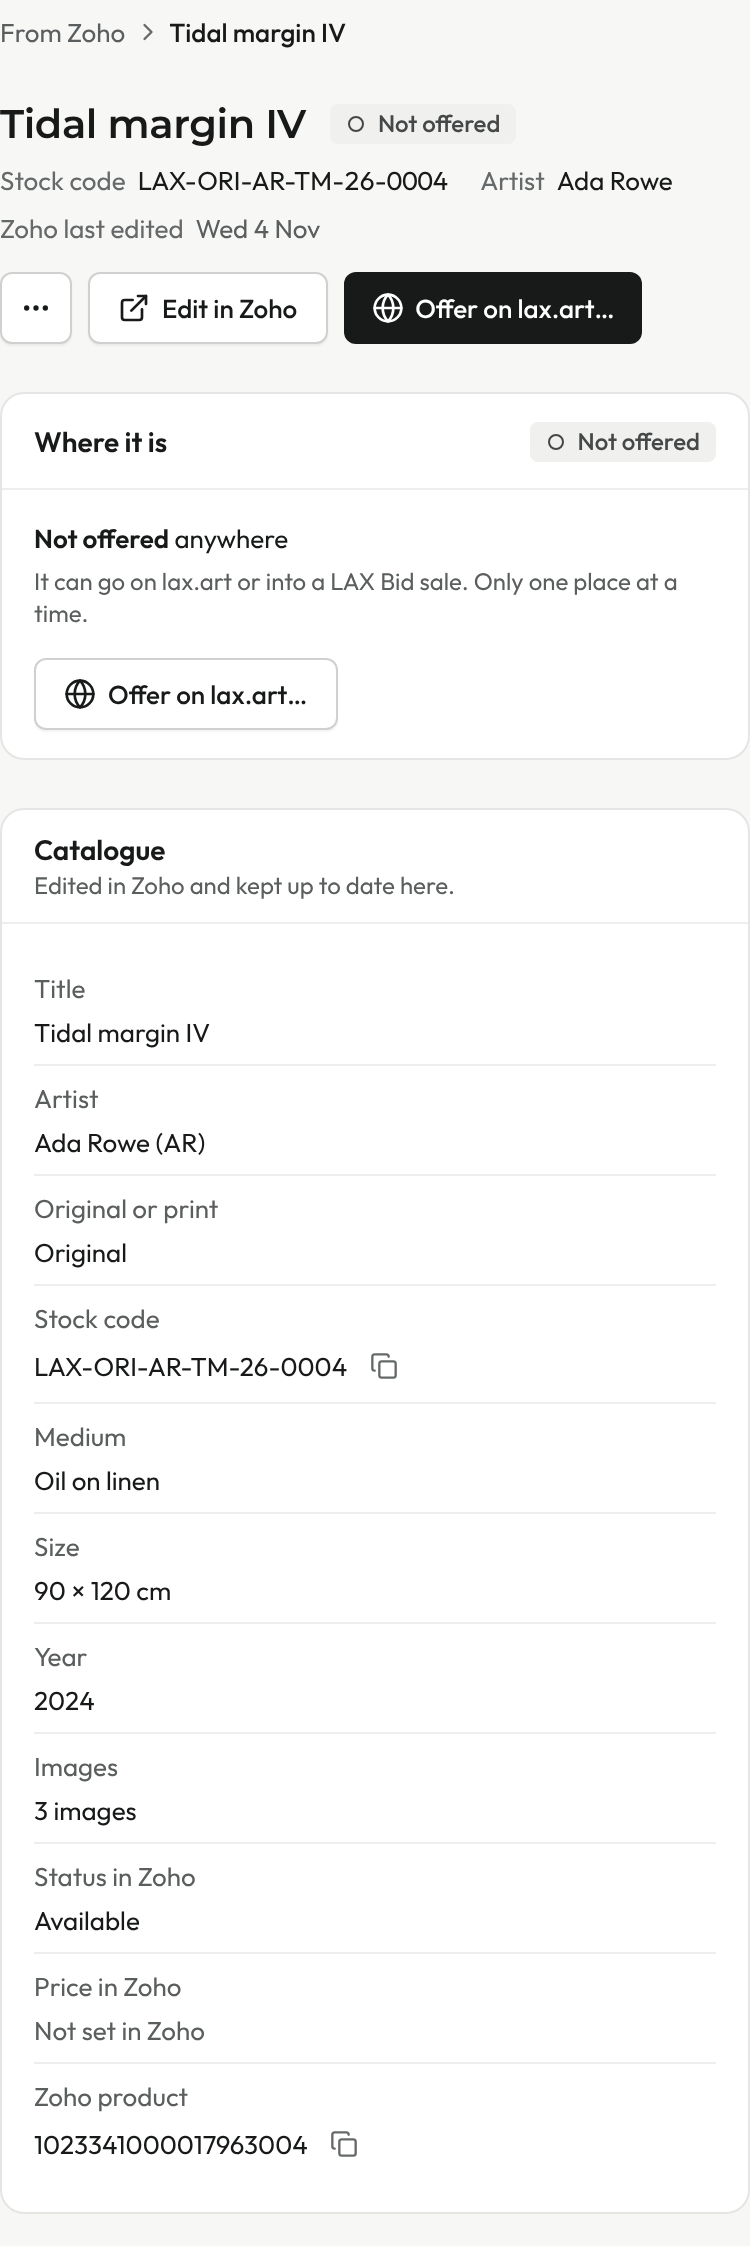 From Zoho > Tidal margin IV
Tidal margin IV Not offered
Stock code LAX-ORI-AR-TM-26-0004 Artist Ada Rowe
Zoho last edited Wed 4 Nov
... Edit in Zoho Offer on lax.art...
Where it is Not offered
Not offered anywhere
It can go on lax.art or into a LAX Bid sale. Only one place at a
time.
Offer on lax.art...
Catalogue
Edited in Zoho and kept up to date here.
Title
Tidal margin IV
Artist
Ada Rowe (AR)
Original or print
Original
Stock code
LAX-ORI-AR-TM-26-0004
Medium
Oil on linen
Size
90 × 120 cm
Year
2024
Images
3 images
Status in Zoho
Available
Price in Zoho
Not set in Zoho
Zoho product
1023341000017963004